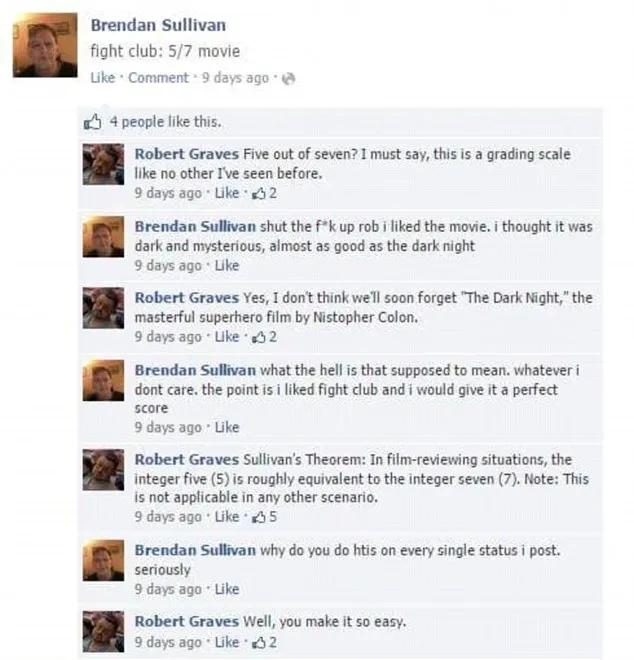 Brendan Sullivan
fight club: 5/7 movie
Like · Comment · 9 days ago ·
4 people like this.
Robert Graves Five out of seven? I must say, this is a grading scale
like no other I've seen before.
9 days ago · Like · 2
Brendan Sullivan shut the f*k up rob i liked the movie. i thought it was
dark and mysterious, almost as good as the dark night
9 days ago · Like
Robert Graves Yes, I don't think we'll soon forget "The Dark Night," the
masterful superhero film by Nistopher Colon.
9 days ago · Like · 2
Brendan Sullivan what the hell is that supposed to mean. whatever i
dont care. the point is i liked fight club and i would give it a perfect
score
9 days ago · Like
Robert Graves Sullivan's Theorem: In film-reviewing situations, the
integer five (5) is roughly equivalent to the integer seven (7). Note: This
is not applicable in any other scenario.
9 days ago · Like · 5
Brendan Sullivan why do you do htis on every single status i post.
seriously
9 days ago · Like
Robert Graves Well, you make it so easy.
9 days ago · Like · 2